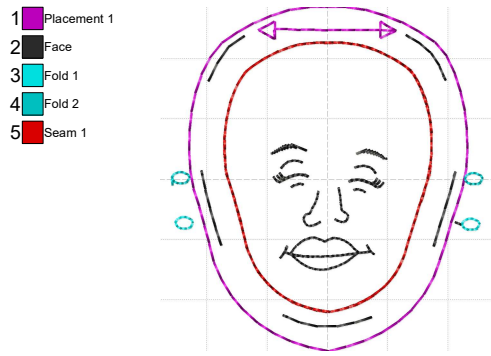 1 Placement 1
2 Face
3 Fold 1
4 Fold 2
5 Seam 1